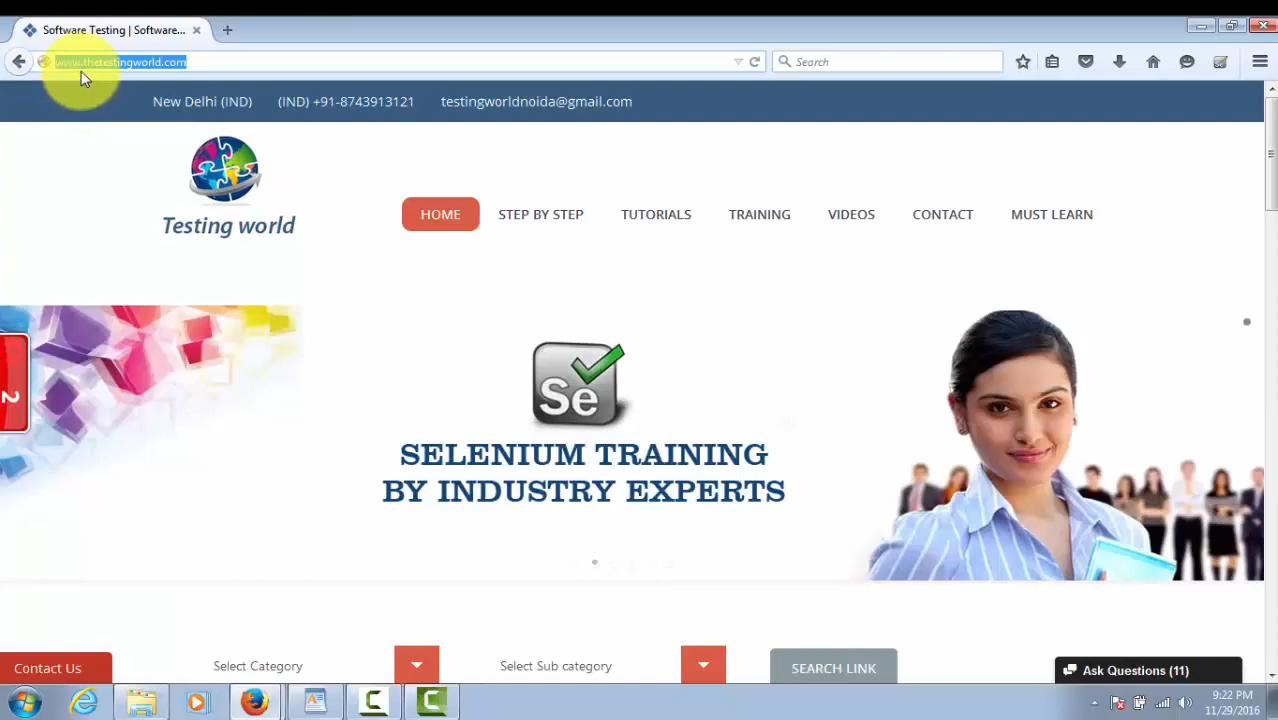 Software Testing | Software...
www.thetestingworld.com
Search
New Delhi (IND) (IND) +91-8743913121 testingworldnoida@gmail.com
Testing world
HOME STEP BY STEP TUTORIALS TRAINING VIDEOS CONTACT MUST LEARN
2
Se
SELENIUM TRAINING
BY INDUSTRY EXPERTS
Contact Us Select Category Select Sub category SEARCH LINK Ask Questions (11)
9:22 PM
11/29/2016